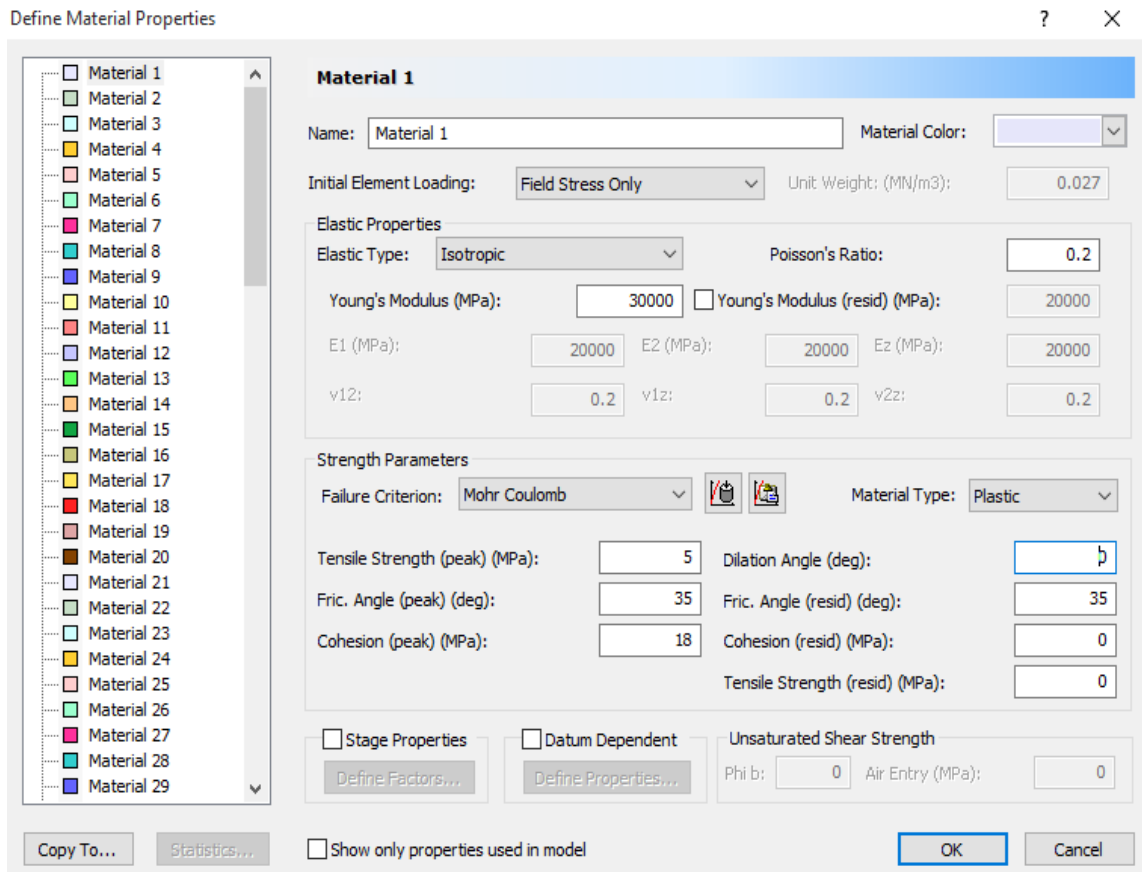 Define Material Properties ? ×
Material 1
Material 2
Material 3
Material 4
Material 5
Material 6
Material 7
Material 8
Material 9
Material 10
Material 11
Material 12
Material 13
Material 14
Material 15
Material 16
Material 17
Material 18
Material 19
Material 20
Material 21
Material 22
Material 23
Material 24
Material 25
Material 26
Material 27
Material 28
Material 29
Copy To... Statistics...
Material 1
Name: Material 1 Material Color:
Initial Element Loading: Field Stress Only Unit Weight: (MN/m3): 0.027
Elastic Properties
Elastic Type: Isotropic Poisson's Ratio: 0.2
Young's Modulus (MPa): 30000 Young's Modulus (resid) (MPa): 20000
E1 (MPa): 20000 E2 (MPa): 20000 Ez (MPa): 20000
v12: 0.2 v1z: 0.2 v2z: 0.2
Strength Parameters
Failure Criterion: Mohr Coulomb Material Type: Plastic
Tensile Strength (peak) (MPa): 5 Dilation Angle (deg): 0
Fric. Angle (peak) (deg): 35 Fric. Angle (resid) (deg): 35
Cohesion (peak) (MPa): 18 Cohesion (resid) (MPa): 0
Tensile Strength (resid) (MPa): 0
Stage Properties Datum Dependent Unsaturated Shear Strength
Define Factors... Define Properties... Phi b: 0 Air Entry (MPa): 0
Show only properties used in model OK Cancel